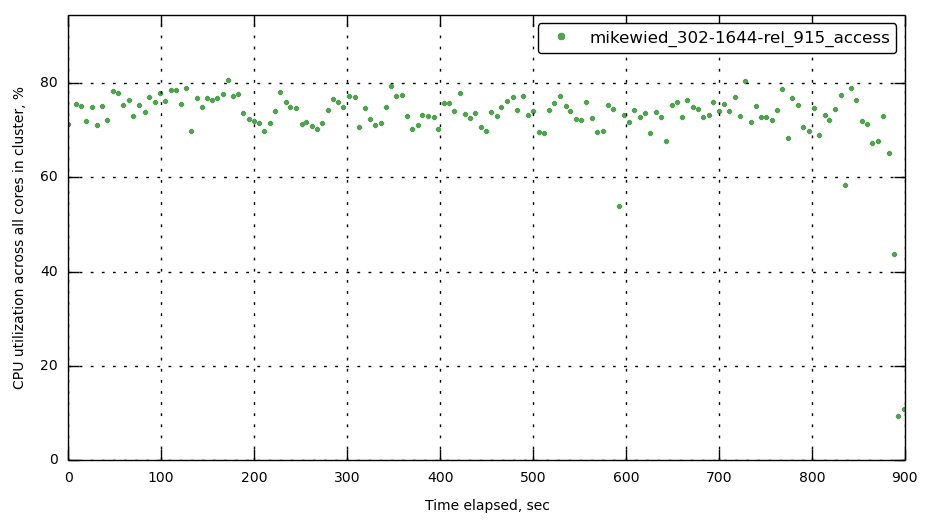 mikewied_302-1644-rel_915_access
CPU utilization across all cores in cluster, %
80
60
40
20
0
0 100 200 300 400 500 600 700 800 900
Time elapsed, sec